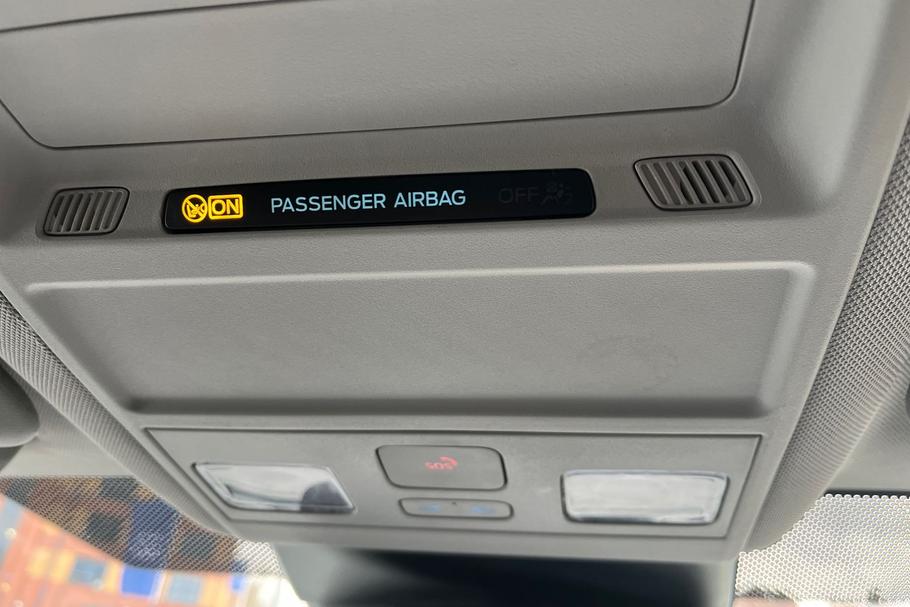 ON PASSENGER AIRBAG OFF
SOS